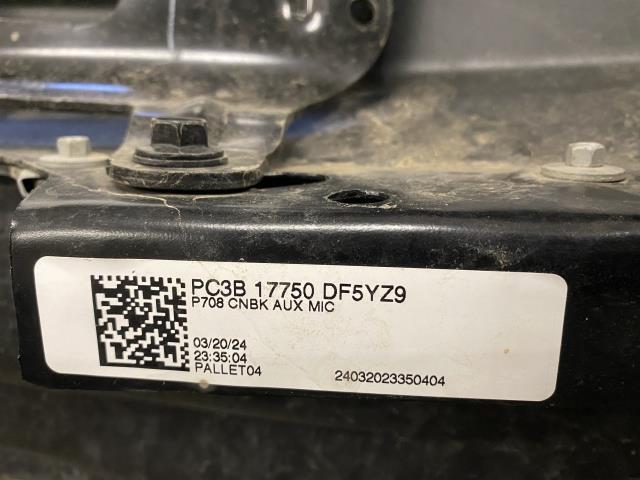 PC3B 17750 DF5YZ9
P708 CNBK AUX MIC
03/20/24
23:35:04
PALLET04 24032023350404